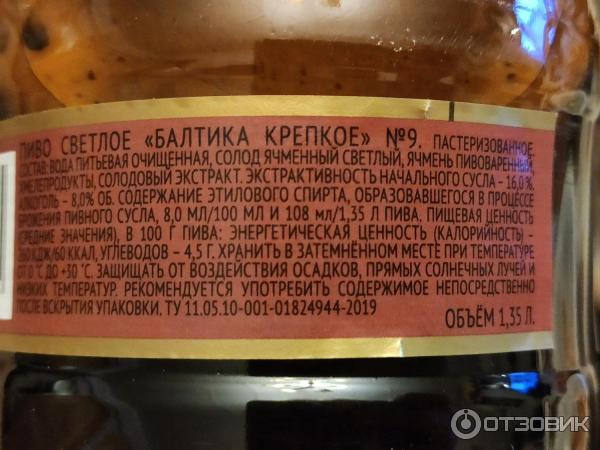 ПИВО СВЕТЛОЕ «БАЛТИКА КРЕПКОЕ» №9. ПАСТЕРИЗОВАННОЕ
СОСТАВ: ВОДА ПИТЬЕВАЯ ОЧИЩЕННАЯ, СОЛОД ЯЧМЕННЫЙ СВЕТЛЫЙ, ЯЧМЕНЬ ПИВОВАРЕННЫЙ,
ХМЕЛЕПРОДУКТЫ, СОЛОДОВЫЙ ЭКСТРАКТ. ЭКСТРАКТИВНОСТЬ НАЧАЛЬНОГО СУСЛА – 16,0%.
АЛКОГОЛЬ – 8,0% ОБ. СОДЕРЖАНИЕ ЭТИЛОВОГО СПИРТА, ОБРАЗОВАВШЕГОСЯ В ПРОЦЕССЕ
БРОЖЕНИЯ ПИВНОГО СУСЛА, 8,0 МЛ/100 МЛ И 108 МЛ/1,35 Л ПИВА. ПИЩЕВАЯ ЦЕННОСТЬ
(СРЕДНИЕ ЗНАЧЕНИЯ), В 100 Г ПИВА: ЭНЕРГЕТИЧЕСКАЯ ЦЕННОСТЬ (КАЛОРИЙНОСТЬ) –
260 КДЖ/60 ККАЛ, УГЛЕВОДОВ – 4,5 Г. ХРАНИТЬ В ЗАТЕМНЁННОМ МЕСТЕ ПРИ ТЕМПЕРАТУРЕ
ОТ 0 °С ДО +30 °С. ЗАЩИЩАТЬ ОТ ВОЗДЕЙСТВИЯ ОСАДКОВ, ПРЯМЫХ СОЛНЕЧНЫХ ЛУЧЕЙ И
НИЗКИХ ТЕМПЕРАТУР. РЕКОМЕНДУЕТСЯ УПОТРЕБИТЬ СОДЕРЖИМОЕ НЕПОСРЕДСТВЕННО
ПОСЛЕ ВСКРЫТИЯ УПАКОВКИ. ТУ 11.05.10-001-01824944-2019
ОБЪЁМ 1,35 Л.
ОТЗОВИК